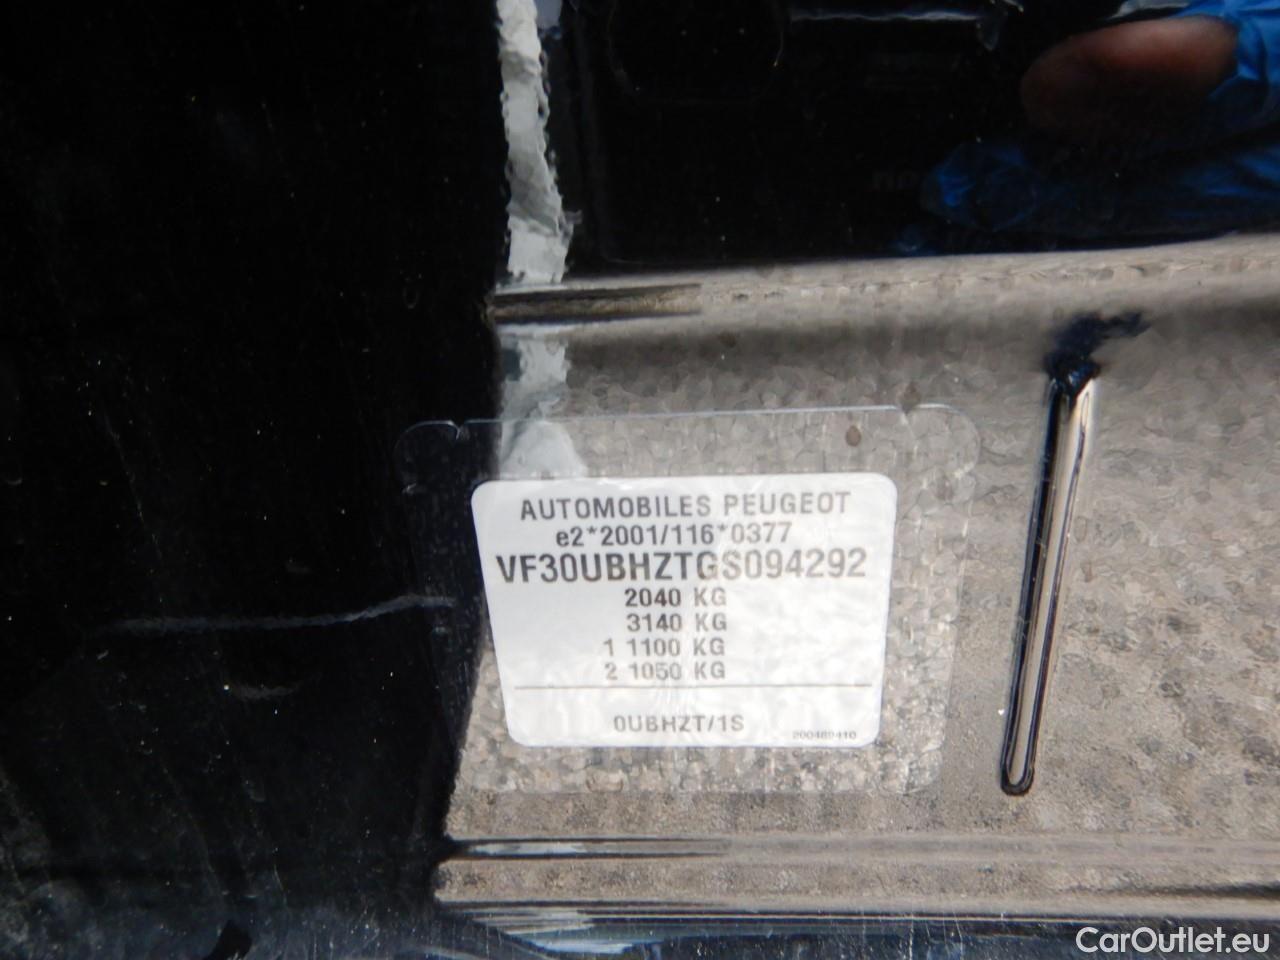 AUTOMOBILES PEUGEOT
e2*2001/116*0377
VF30UBHZTGS094292
2040 KG
3140 KG
1 1100 KG
2 1050 KG
0UBHZT/1S
200489410
CarOutlet.eu